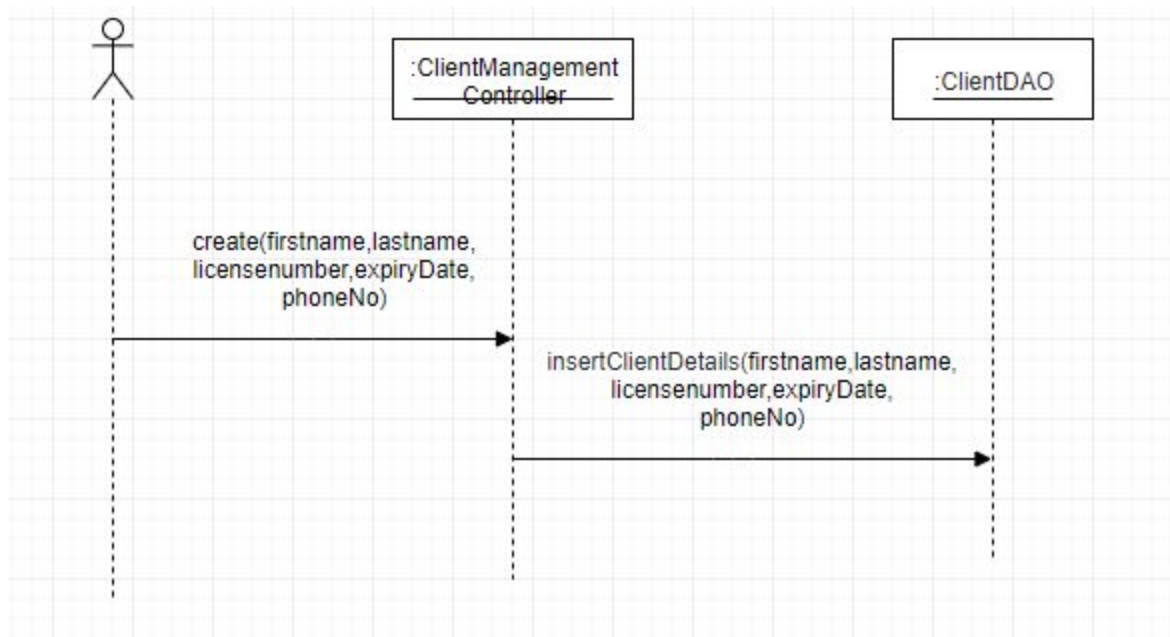 :ClientManagement
Controller
:ClientDAO
create(firstname,lastname,
licensenumber,expiryDate,
phoneNo)
insertClientDetails(firstname,lastname,
licensenumber,expiryDate,
phoneNo)